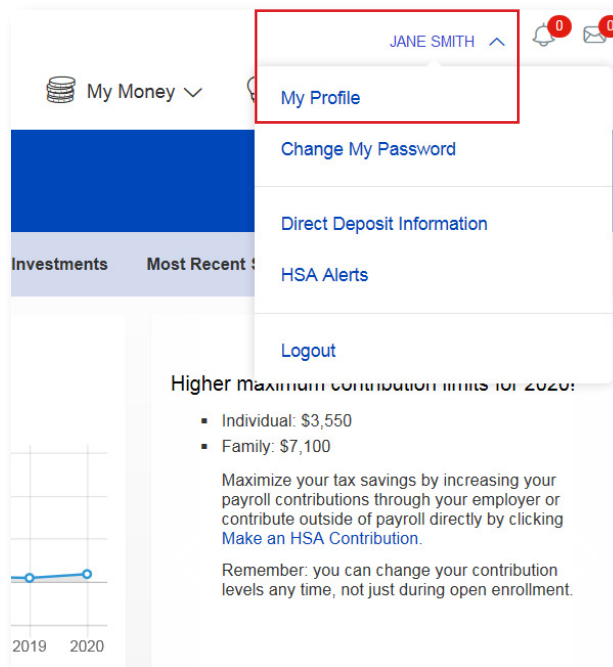 JANE SMITH
0
0
My Money
My Profile
Change My Password
Direct Deposit Information
HSA Alerts
Logout
Investments
Most Recent
Higher maximum contribution limits for 2020!
▪ Individual: $3,550
▪ Family: $7,100
Maximize your tax savings by increasing your
payroll contributions through your employer or
contribute outside of payroll directly by clicking
Make an HSA Contribution.
Remember: you can change your contribution
levels any time, not just during open enrollment.
2019
2020